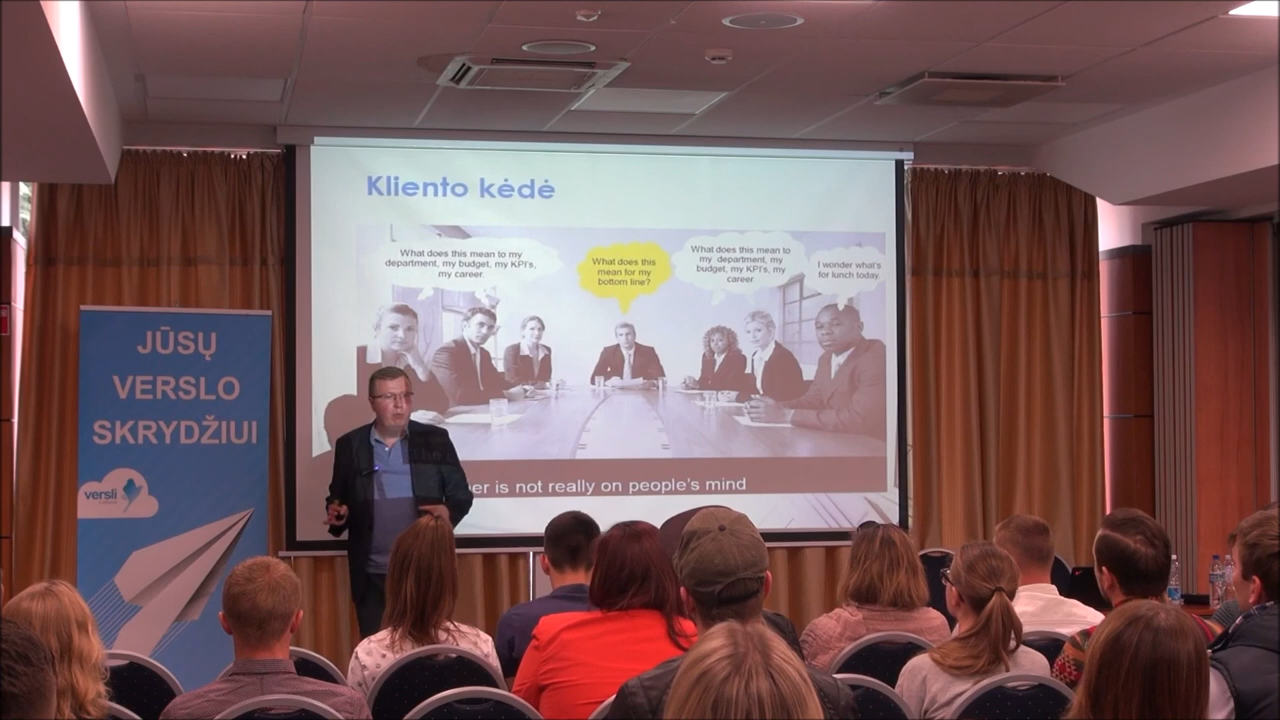 Kliento kėdė
What does this mean to my
department, my budget, my KPI's,
my career.
What does this
mean for my
bottom line?
What does this mean to
my department, my
budget, my KPI's, my
career
I wonder what's
for lunch today.
is not really on people's mind
JŪSŲ
VERSLO
SKRYDŽIUI
versli